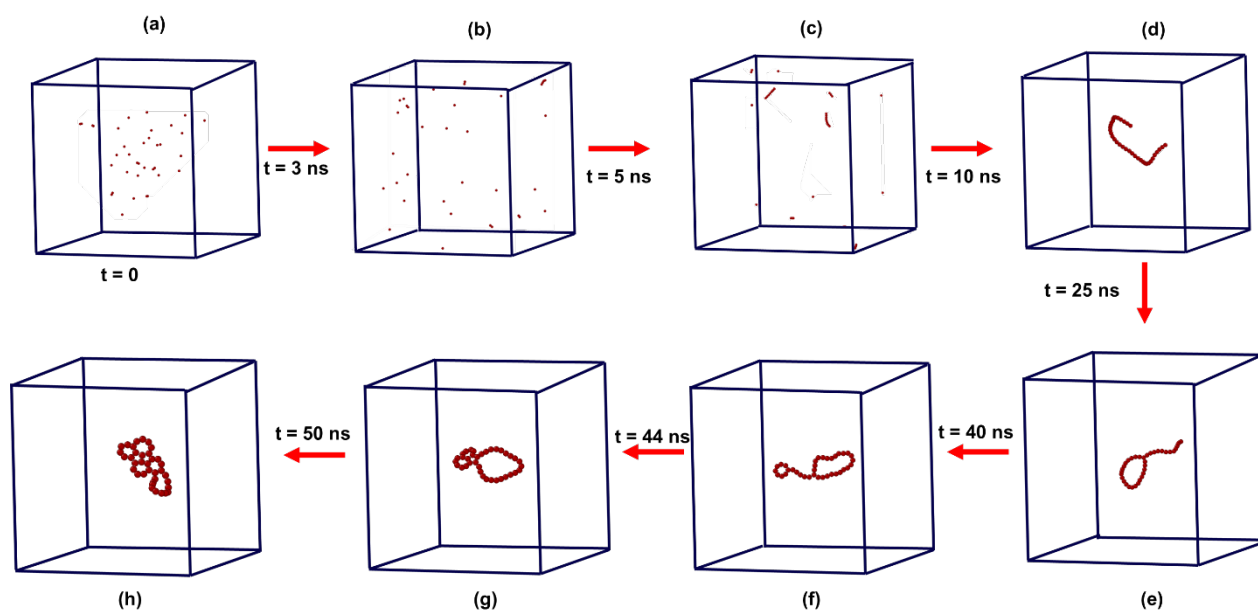 (a)
(b)
(c)
(d)
t = 3 ns
t = 5 ns
t = 10 ns
t = 0
t = 25 ns
t = 50 ns
t = 44 ns
t = 40 ns
(h)
(g)
(f)
(e)